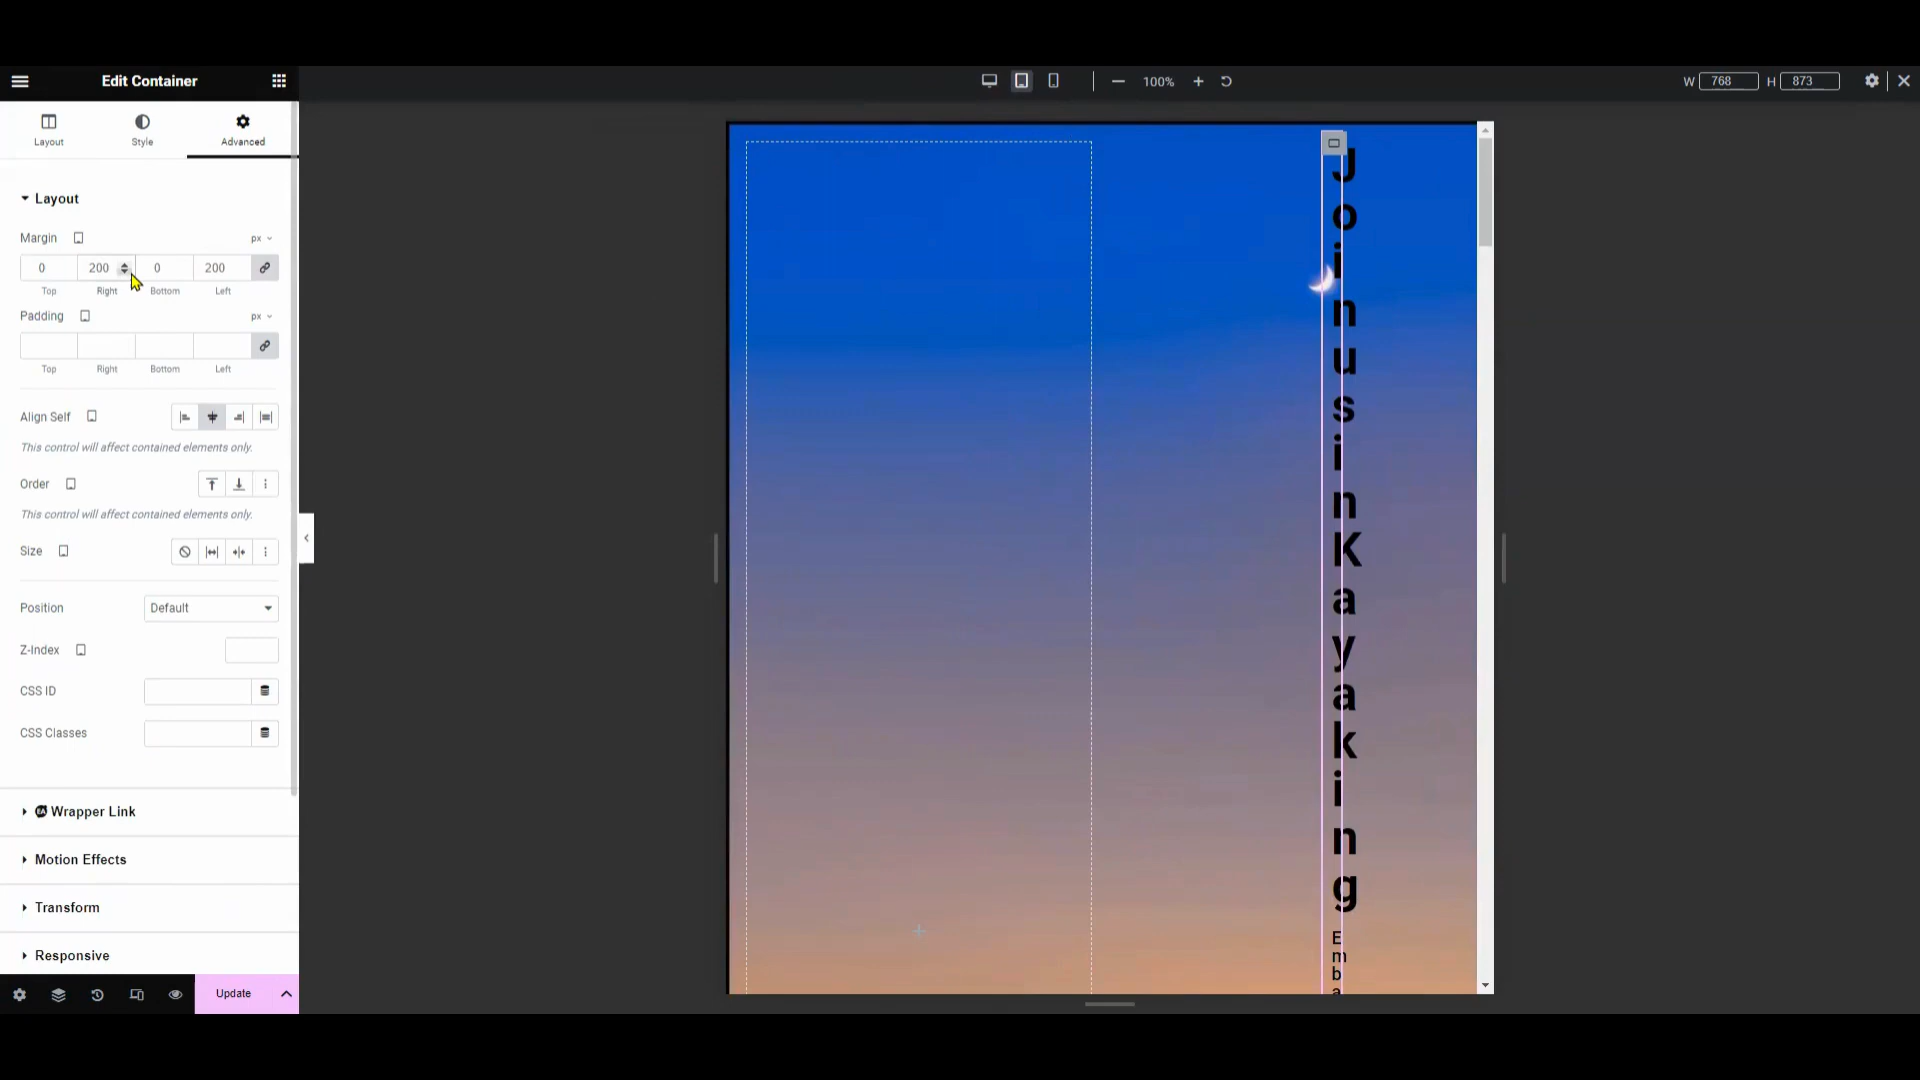 Edit Container
100%
W 768 H 873
Layout
Style
Advanced
Layout
Margin
px
0
200
0
200
Top
Right
Bottom
Left
Padding
px
Top
Right
Bottom
Left
Align Self
This control will affect contained elements only.
Order
This control will affect contained elements only.
Size
Position
Default
Z-Index
CSS ID
CSS Classes
EA Wrapper Link
Motion Effects
Transform
Responsive
Update
J
o
i
n
u
s
i
n
K
a
y
a
k
i
n
g
E
m
b
a